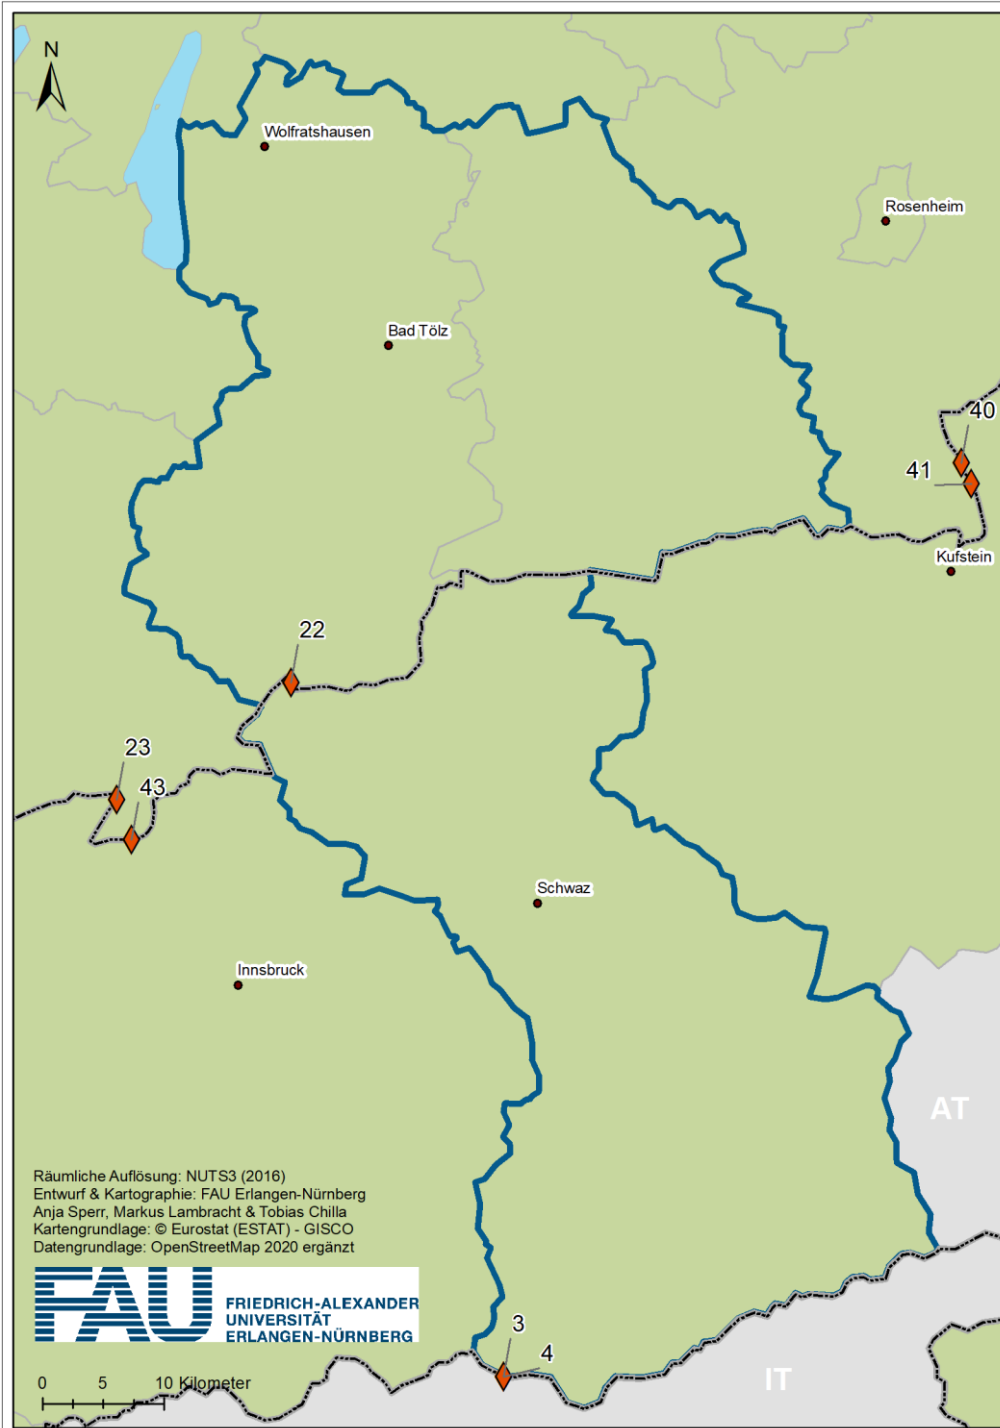 N
Wolfratshausen
Rosenheim
Bad Tölz
40
41
Kufstein
22
23
43
Schwaz
Innsbruck
AT
Räumliche Auflösung: NUTS3 (2016)
Entwurf & Kartographie: FAU Erlangen-Nürnberg
Anja Sperr, Markus Lambracht & Tobias Chilla
Kartengrundlage: © Eurostat (ESTAT) - GISCO
Datengrundlage: OpenStreetMap 2020 ergänzt
FAU
FRIEDRICH-ALEXANDER
UNIVERSITÄT
ERLANGEN-NÜRNBERG
3
4
IT
0 5 10 Kilometer